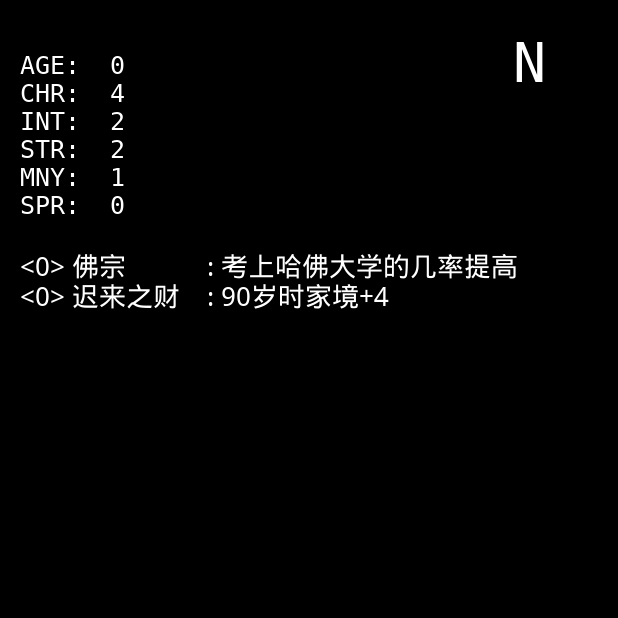 N
AGE: 0
CHR: 4
INT: 2
STR: 2
MNY: 1
SPR: 0
<0> 佛宗 : 考上哈佛大学的几率提高
<0> 迟来之财 : 90岁时家境+4